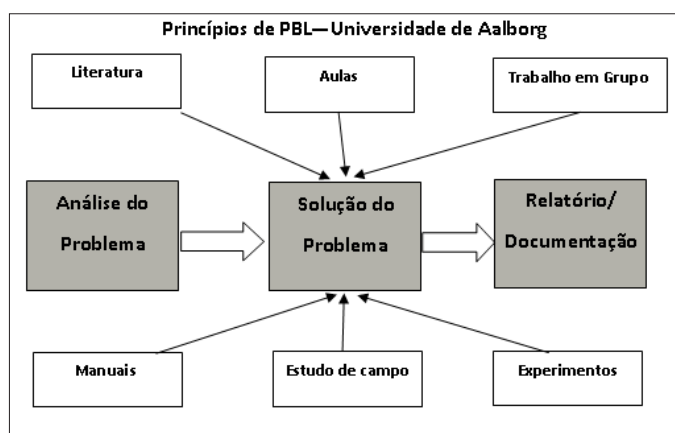 Princípios de PBL—Universidade de Aalborg
Literatura
Aulas
Trabalho em Grupo
Análise do
Problema
Solução do
Problema
Relatório/
Documentação
Manuais
Estudo de campo
Experimentos